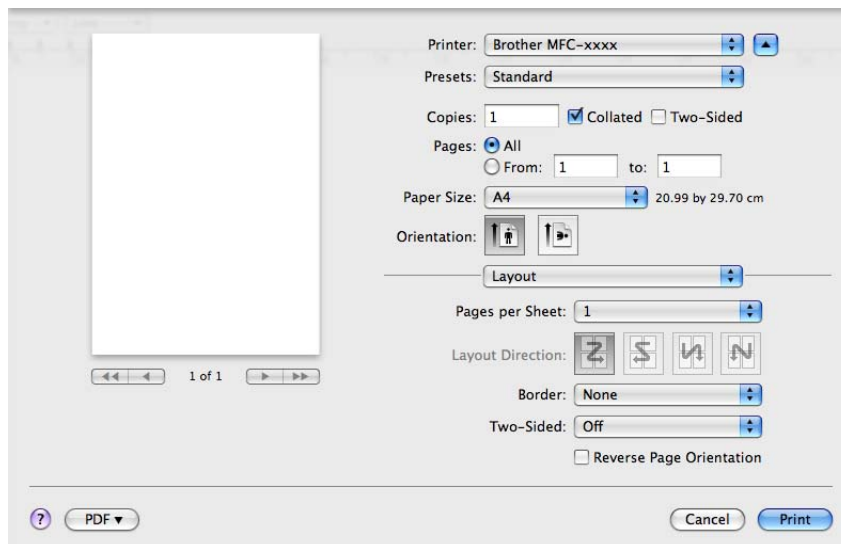 Printer: Brother MFC-xxxx
Presets: Standard
Copies: 1 Collated Two-Sided
Pages: All
From: 1 to: 1
Paper Size: A4 20.99 by 29.70 cm
Orientation:
Layout
Pages per Sheet: 1
Layout Direction:
1 of 1
Border: None
Two-Sided: Off
Reverse Page Orientation
? PDF Cancel Print